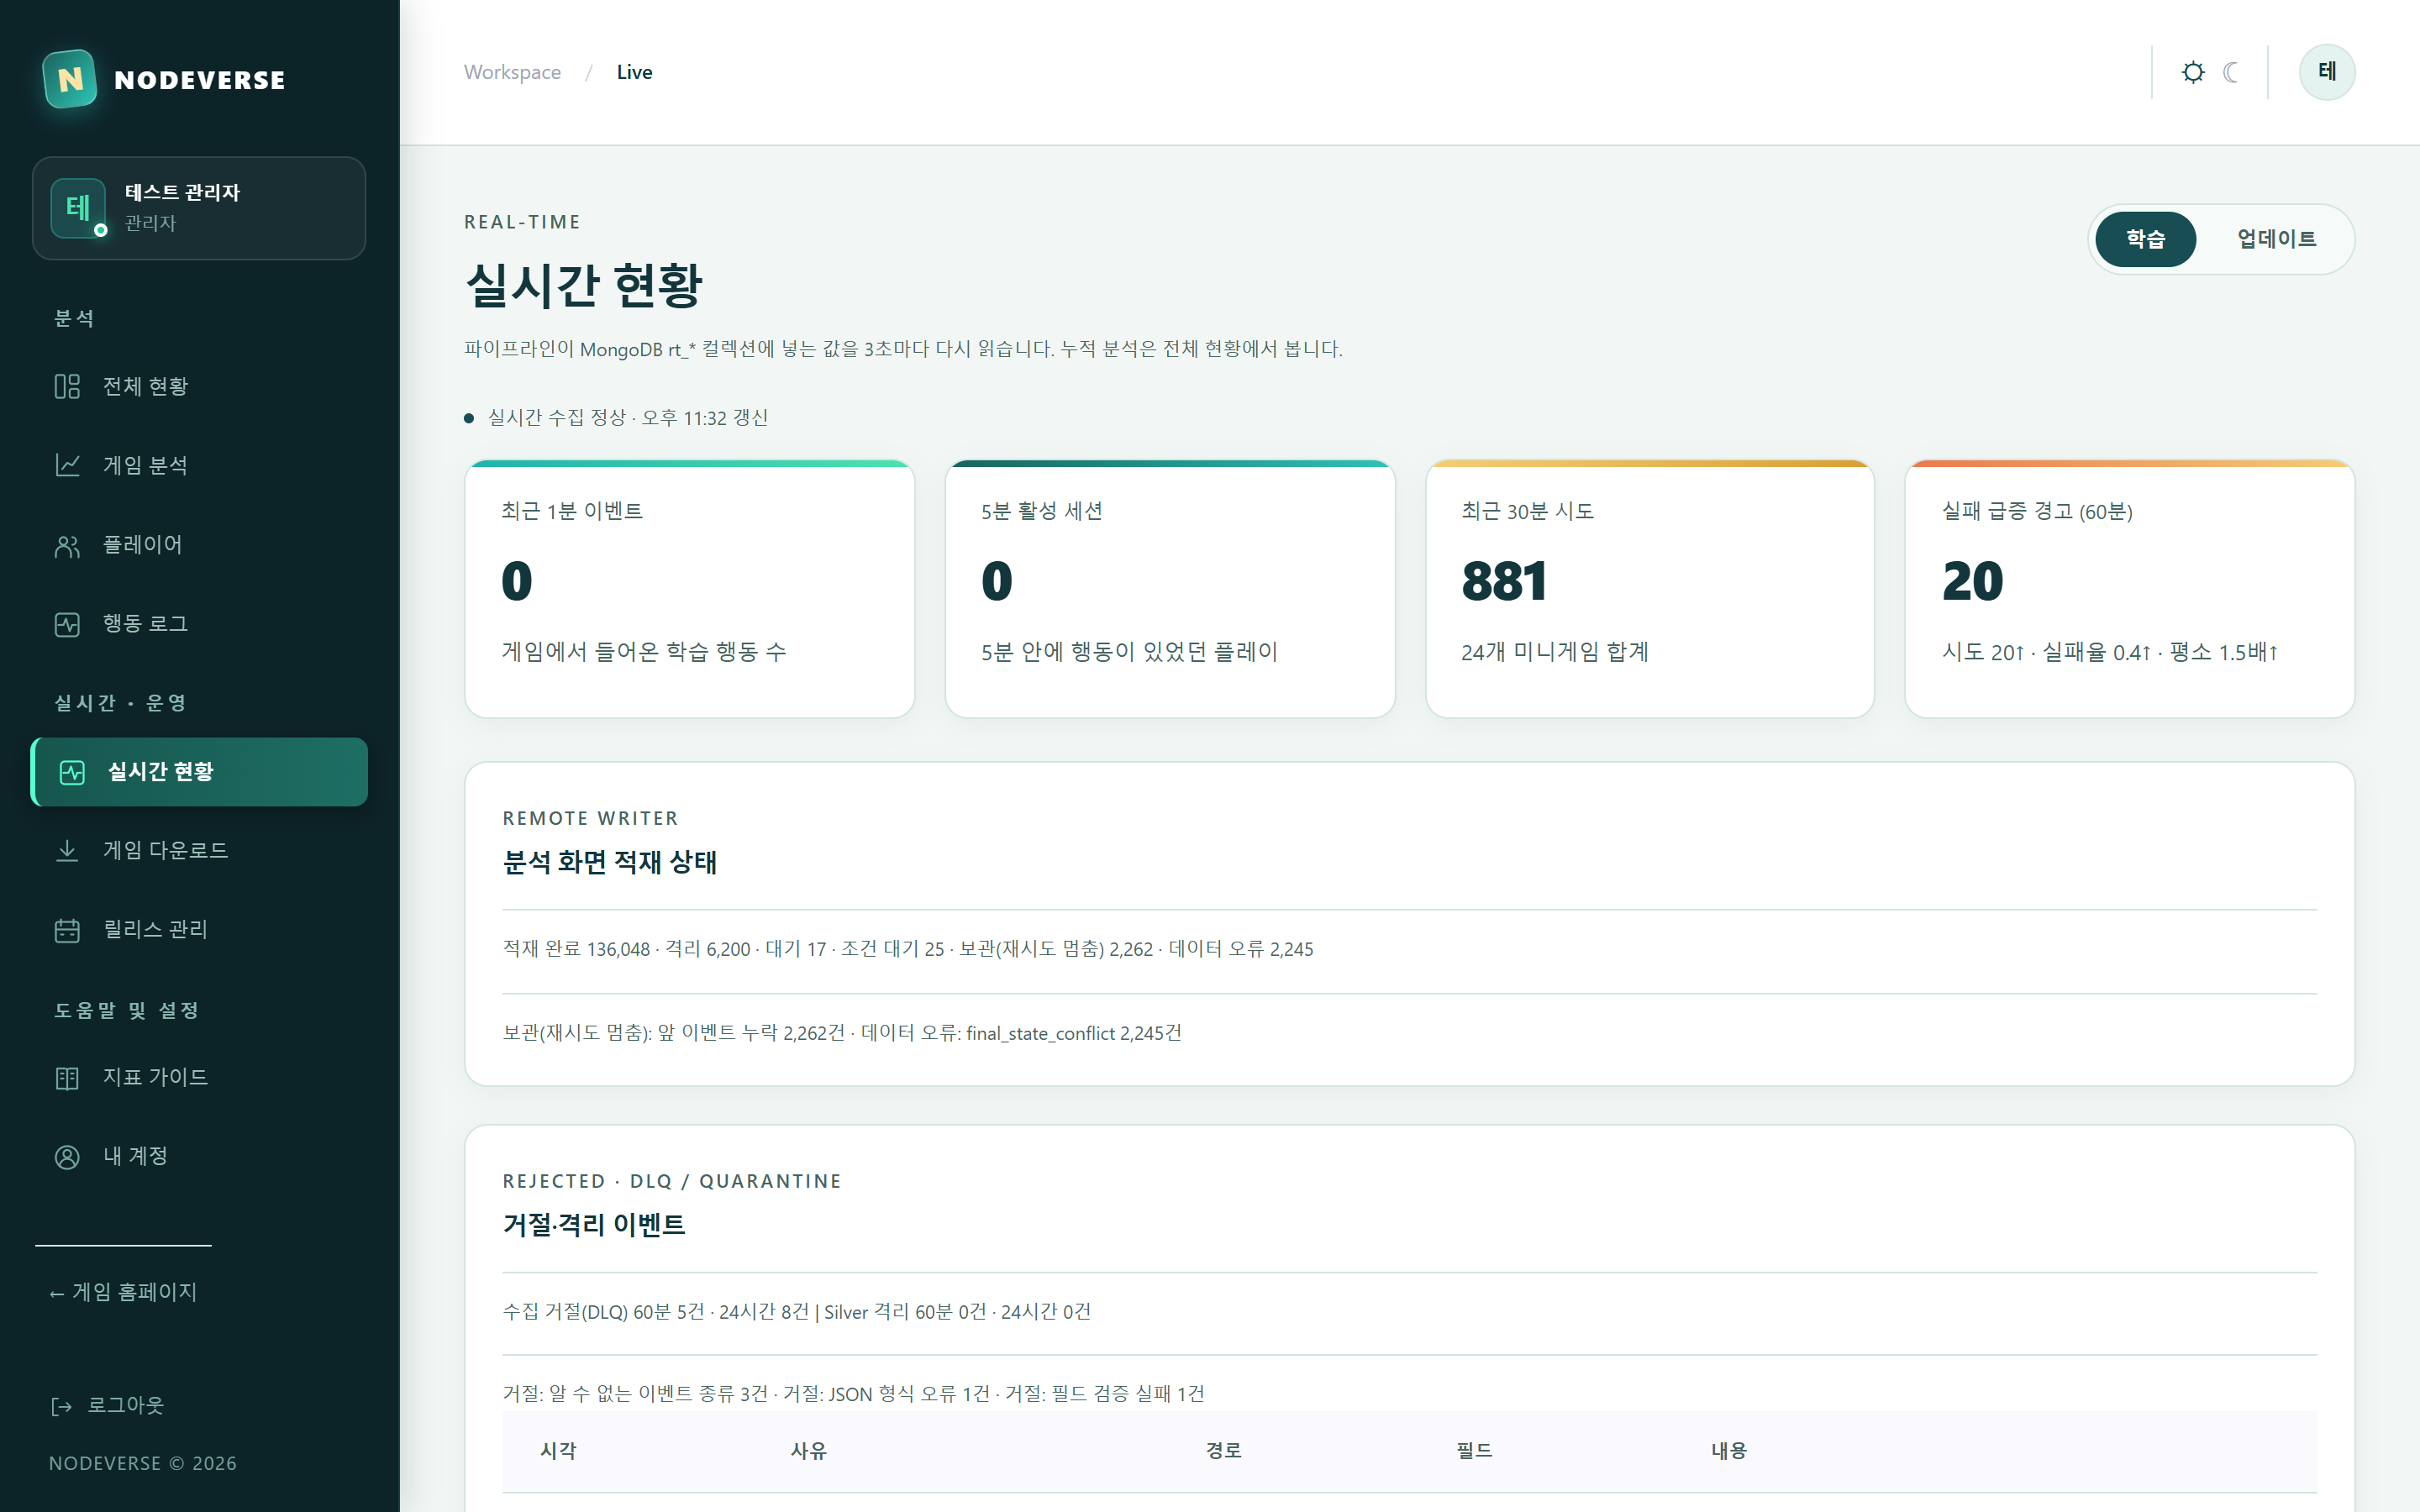 N NODEVERSE
테 테스트 관리자
관리자
분석
전체 현황
게임 분석
플레이어
행동 로그
실시간 · 운영
실시간 현황
게임 다운로드
릴리스 관리
도움말 및 설정
지표 가이드
내 계정
← 게임 홈페이지
로그아웃
NODEVERSE © 2026
Workspace / Live
테
REAL-TIME
실시간 현황
파이프라인이 MongoDB rt_* 컬렉션에 넣는 값을 3초마다 다시 읽습니다. 누적 분석은 전체 현황에서 봅니다.
학습 업데이트
실시간 수집 정상 · 오후 11:32 갱신
최근 1분 이벤트
0
게임에서 들어온 학습 행동 수
5분 활성 세션
0
5분 안에 행동이 있었던 플레이
최근 30분 시도
881
24개 미니게임 합계
실패 급증 경고 (60분)
20
시도 20↑ · 실패율 0.4↑ · 평소 1.5배↑
REMOTE WRITER
분석 화면 적재 상태
적재 완료 136,048 · 격리 6,200 · 대기 17 · 조건 대기 25 · 보관(재시도 멈춤) 2,262 · 데이터 오류 2,245
보관(재시도 멈춤): 앞 이벤트 누락 2,262건 · 데이터 오류: final_state_conflict 2,245건
REJECTED · DLQ / QUARANTINE
거절·격리 이벤트
수집 거절(DLQ) 60분 5건 · 24시간 8건 | Silver 격리 60분 0건 · 24시간 0건
거절: 알 수 없는 이벤트 종류 3건 · 거절: JSON 형식 오류 1건 · 거절: 필드 검증 실패 1건
시각 사유 경로 필드 내용